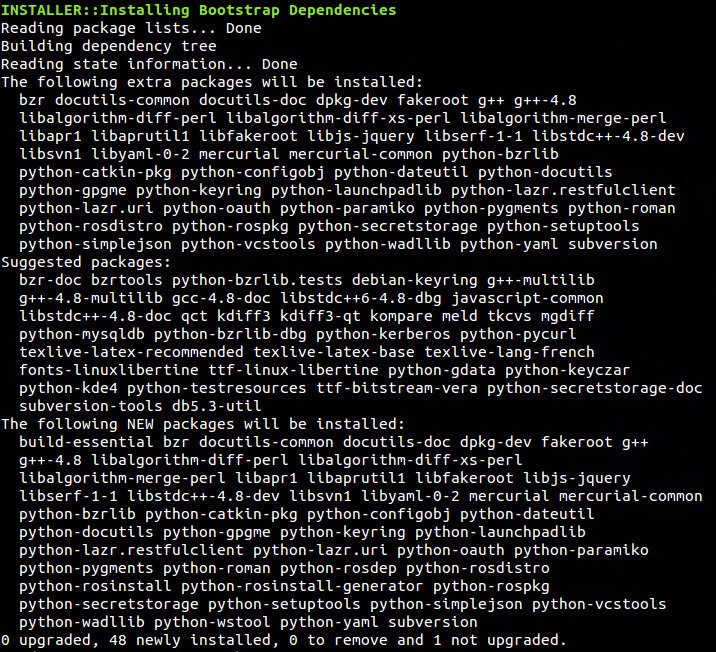 INSTALLER::Installing Bootstrap Dependencies
Reading package lists... Done
Building dependency tree
Reading state information... Done
The following extra packages will be installed:
bzr docutils-common docutils-doc dpkg-dev fakeroot g++ g++-4.8
libalgorithm-diff-perl libalgorithm-diff-xs-perl libalgorithm-merge-perl
libapr1 libaprutil1 libfakeroot libjs-jquery libserf-1-1 libstdc++-4.8-dev
libsvn1 libyaml-0-2 mercurial mercurial-common python-bzrlib
python-catkin-pkg python-configobj python-dateutil python-docutils
python-gpgme python-keyring python-launchpadlib python-lazr.restfulclient
python-lazr.uri python-oauth python-paramiko python-pygments python-roman
python-rosdistro python-rospkg python-secretstorage python-setuptools
python-simplejson python-vcstools python-wadllib python-yaml subversion
Suggested packages:
bzr-doc bzrtools python-bzrlib.tests debian-keyring g++-multilib
g++-4.8-multilib gcc-4.8-doc libstdc++6-4.8-dbg javascript-common
libstdc++-4.8-doc qct kdiff3 kdiff3-qt kompare meld tkcvs mgdiff
python-mysqldb python-bzrlib-dbg python-kerberos python-pycurl
texlive-latex-recommended texlive-latex-base texlive-lang-french
fonts-linuxlibertine ttf-linux-libertine python-gdata python-keyczar
python-kde4 python-testresources ttf-bitstream-vera python-secretstorage-doc
subversion-tools db5.3-util
The following NEW packages will be installed:
build-essential bzr docutils-common docutils-doc dpkg-dev fakeroot g++
g++-4.8 libalgorithm-diff-perl libalgorithm-diff-xs-perl
libalgorithm-merge-perl libapr1 libaprutil1 libfakeroot libjs-jquery
libserf-1-1 libstdc++-4.8-dev libsvn1 libyaml-0-2 mercurial mercurial-common
python-bzrlib python-catkin-pkg python-configobj python-dateutil
python-docutils python-gpgme python-keyring python-launchpadlib
python-lazr.restfulclient python-lazr.uri python-oauth python-paramiko
python-pygments python-roman python-rosdep python-rosdistro
python-rosinstall python-rosinstall-generator python-rospkg
python-secretstorage python-setuptools python-simplejson python-vcstools
python-wadllib python-wstool python-yaml subversion
0 upgraded, 48 newly installed, 0 to remove and 1 not upgraded.